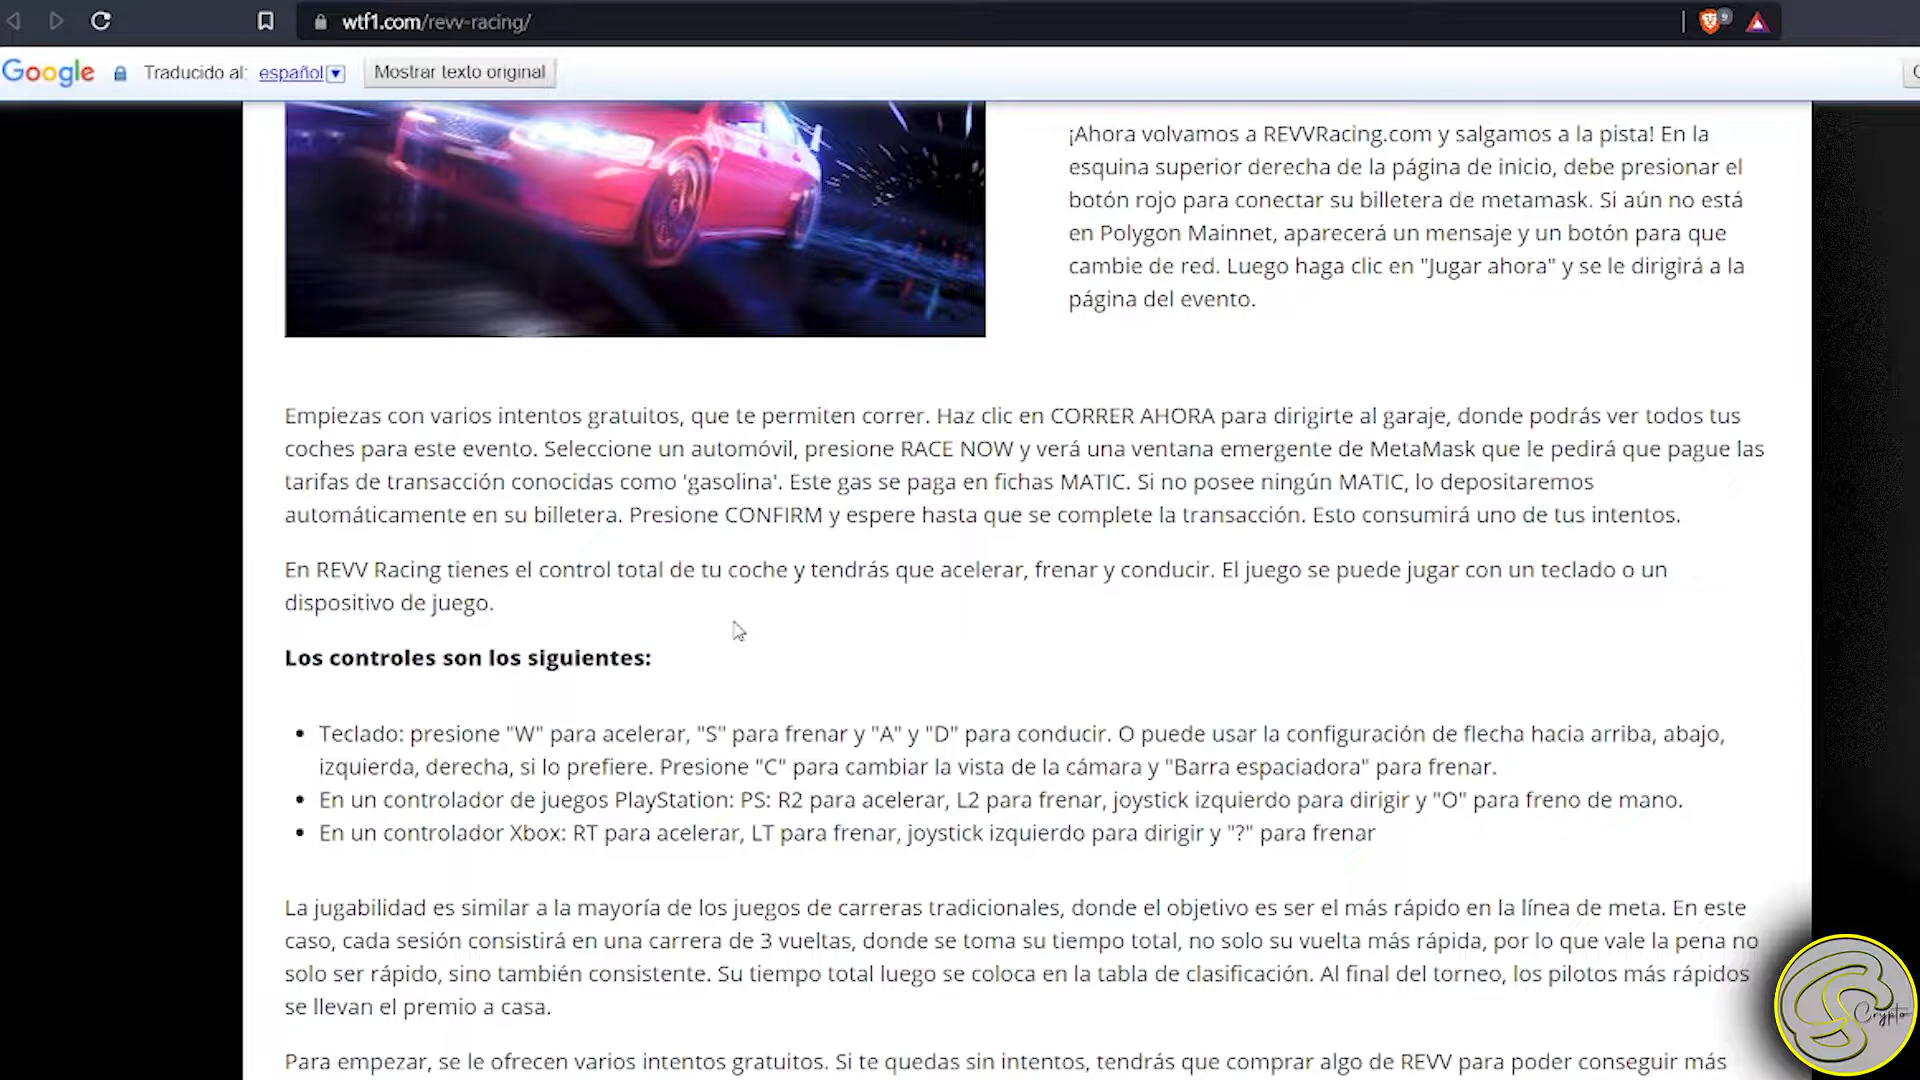 wtf1.com/revv-racing/
9
Google Traducido al: español Mostrar texto original
¡Ahora volvamos a REVVRacing.com y salgamos a la pista! En la
esquina superior derecha de la página de inicio, debe presionar el
botón rojo para conectar su billetera de metamask. Si aún no está
en Polygon Mainnet, aparecerá un mensaje y un botón para que
cambie de red. Luego haga clic en "Jugar ahora" y se le dirigirá a la
página del evento.
Empiezas con varios intentos gratuitos, que te permiten correr. Haz clic en CORRER AHORA para dirigirte al garaje, donde podrás ver todos tus
coches para este evento. Seleccione un automóvil, presione RACE NOW y verá una ventana emergente de MetaMask que le pedirá que pague las
tarifas de transacción conocidas como 'gasolina'. Este gas se paga en fichas MATIC. Si no posee ningún MATIC, lo depositaremos
automáticamente en su billetera. Presione CONFIRM y espere hasta que se complete la transacción. Esto consumirá uno de tus intentos.
En REVV Racing tienes el control total de tu coche y tendrás que acelerar, frenar y conducir. El juego se puede jugar con un teclado o un
dispositivo de juego.
Los controles son los siguientes:
• Teclado: presione "W" para acelerar, "S" para frenar y "A" y "D" para conducir. O puede usar la configuración de flecha hacia arriba, abajo,
izquierda, derecha, si lo prefiere. Presione "C" para cambiar la vista de la cámara y "Barra espaciadora" para frenar.
• En un controlador de juegos PlayStation: PS: R2 para acelerar, L2 para frenar, joystick izquierdo para dirigir y "O" para freno de mano.
• En un controlador Xbox: RT para acelerar, LT para frenar, joystick izquierdo para dirigir y "?" para frenar
La jugabilidad es similar a la mayoría de los juegos de carreras tradicionales, donde el objetivo es ser el más rápido en la línea de meta. En este
caso, cada sesión consistirá en una carrera de 3 vueltas, donde se toma su tiempo total, no solo su vuelta más rápida, por lo que vale la pena no
solo ser rápido, sino también consistente. Su tiempo total luego se coloca en la tabla de clasificación. Al final del torneo, los pilotos más rápidos
se llevan el premio a casa.
Crypto
Para empezar, se le ofrecen varios intentos gratuitos. Si te quedas sin intentos, tendrás que comprar algo de REVV para poder conseguir más